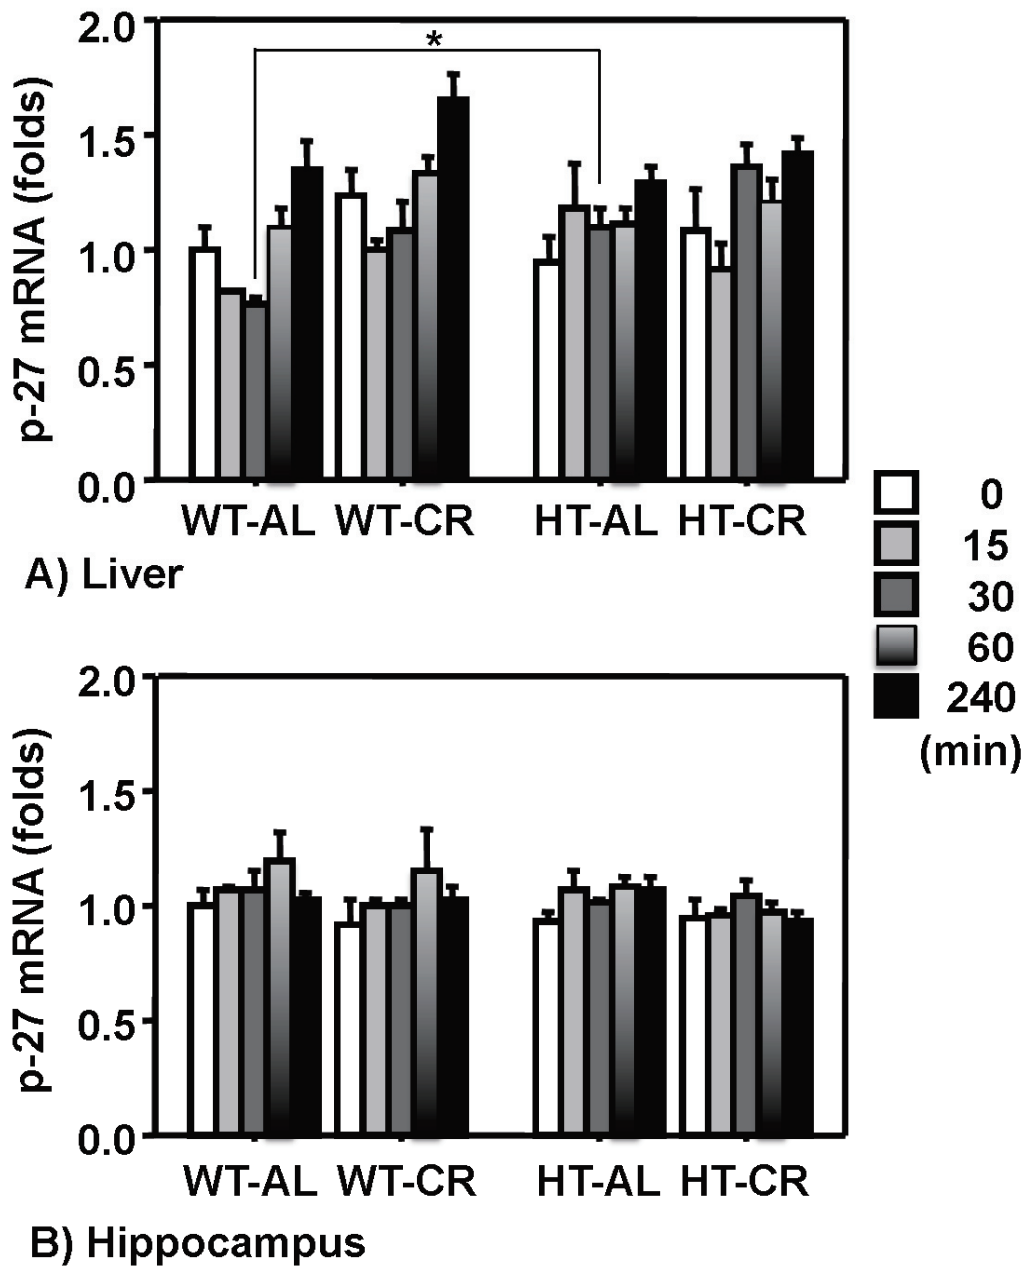 2.0
*
1.5
1.0
0.5
0.0
p-27 mRNA (folds)
WT-AL WT-CR HT-AL HT-CR
A) Liver
0
15
30
60
240
(min)
2.0
1.5
1.0
0.5
0.0
p-27 mRNA (folds)
WT-AL WT-CR HT-AL HT-CR
B) Hippocampus